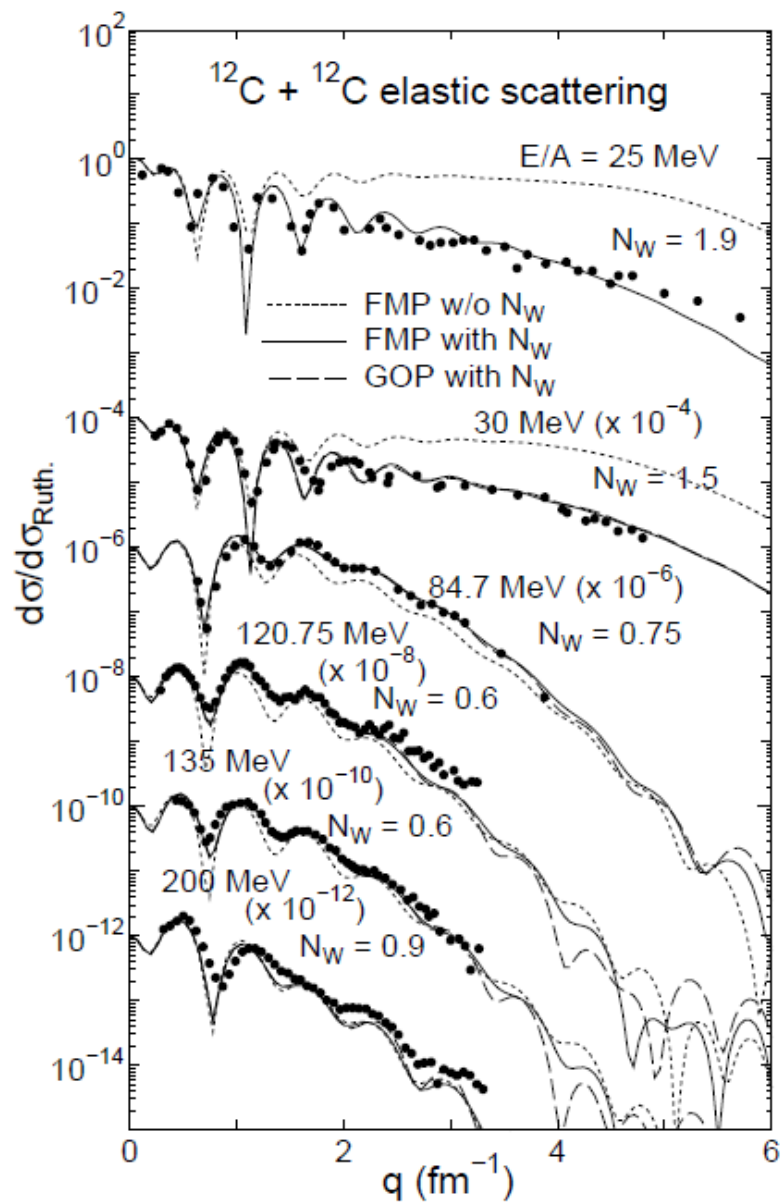 ¹²C + ¹²C elastic scattering
E/A = 25 MeV
N_W = 1.9
FMP w/o N_W
FMP with N_W
GOP with N_W
30 MeV (x 10⁻⁴)
N_W = 1.5
84.7 MeV (x 10⁻⁶)
N_W = 0.75
120.75 MeV
(x 10⁻⁸)
N_W = 0.6
135 MeV
(x 10⁻¹⁰)
N_W = 0.6
200 MeV
(x 10⁻¹²)
N_W = 0.9
dσ/dσ_Ruth.
10²
10⁰
10⁻²
10⁻⁴
10⁻⁶
10⁻⁸
10⁻¹⁰
10⁻¹²
10⁻¹⁴
0 2 4 6
q (fm⁻¹)